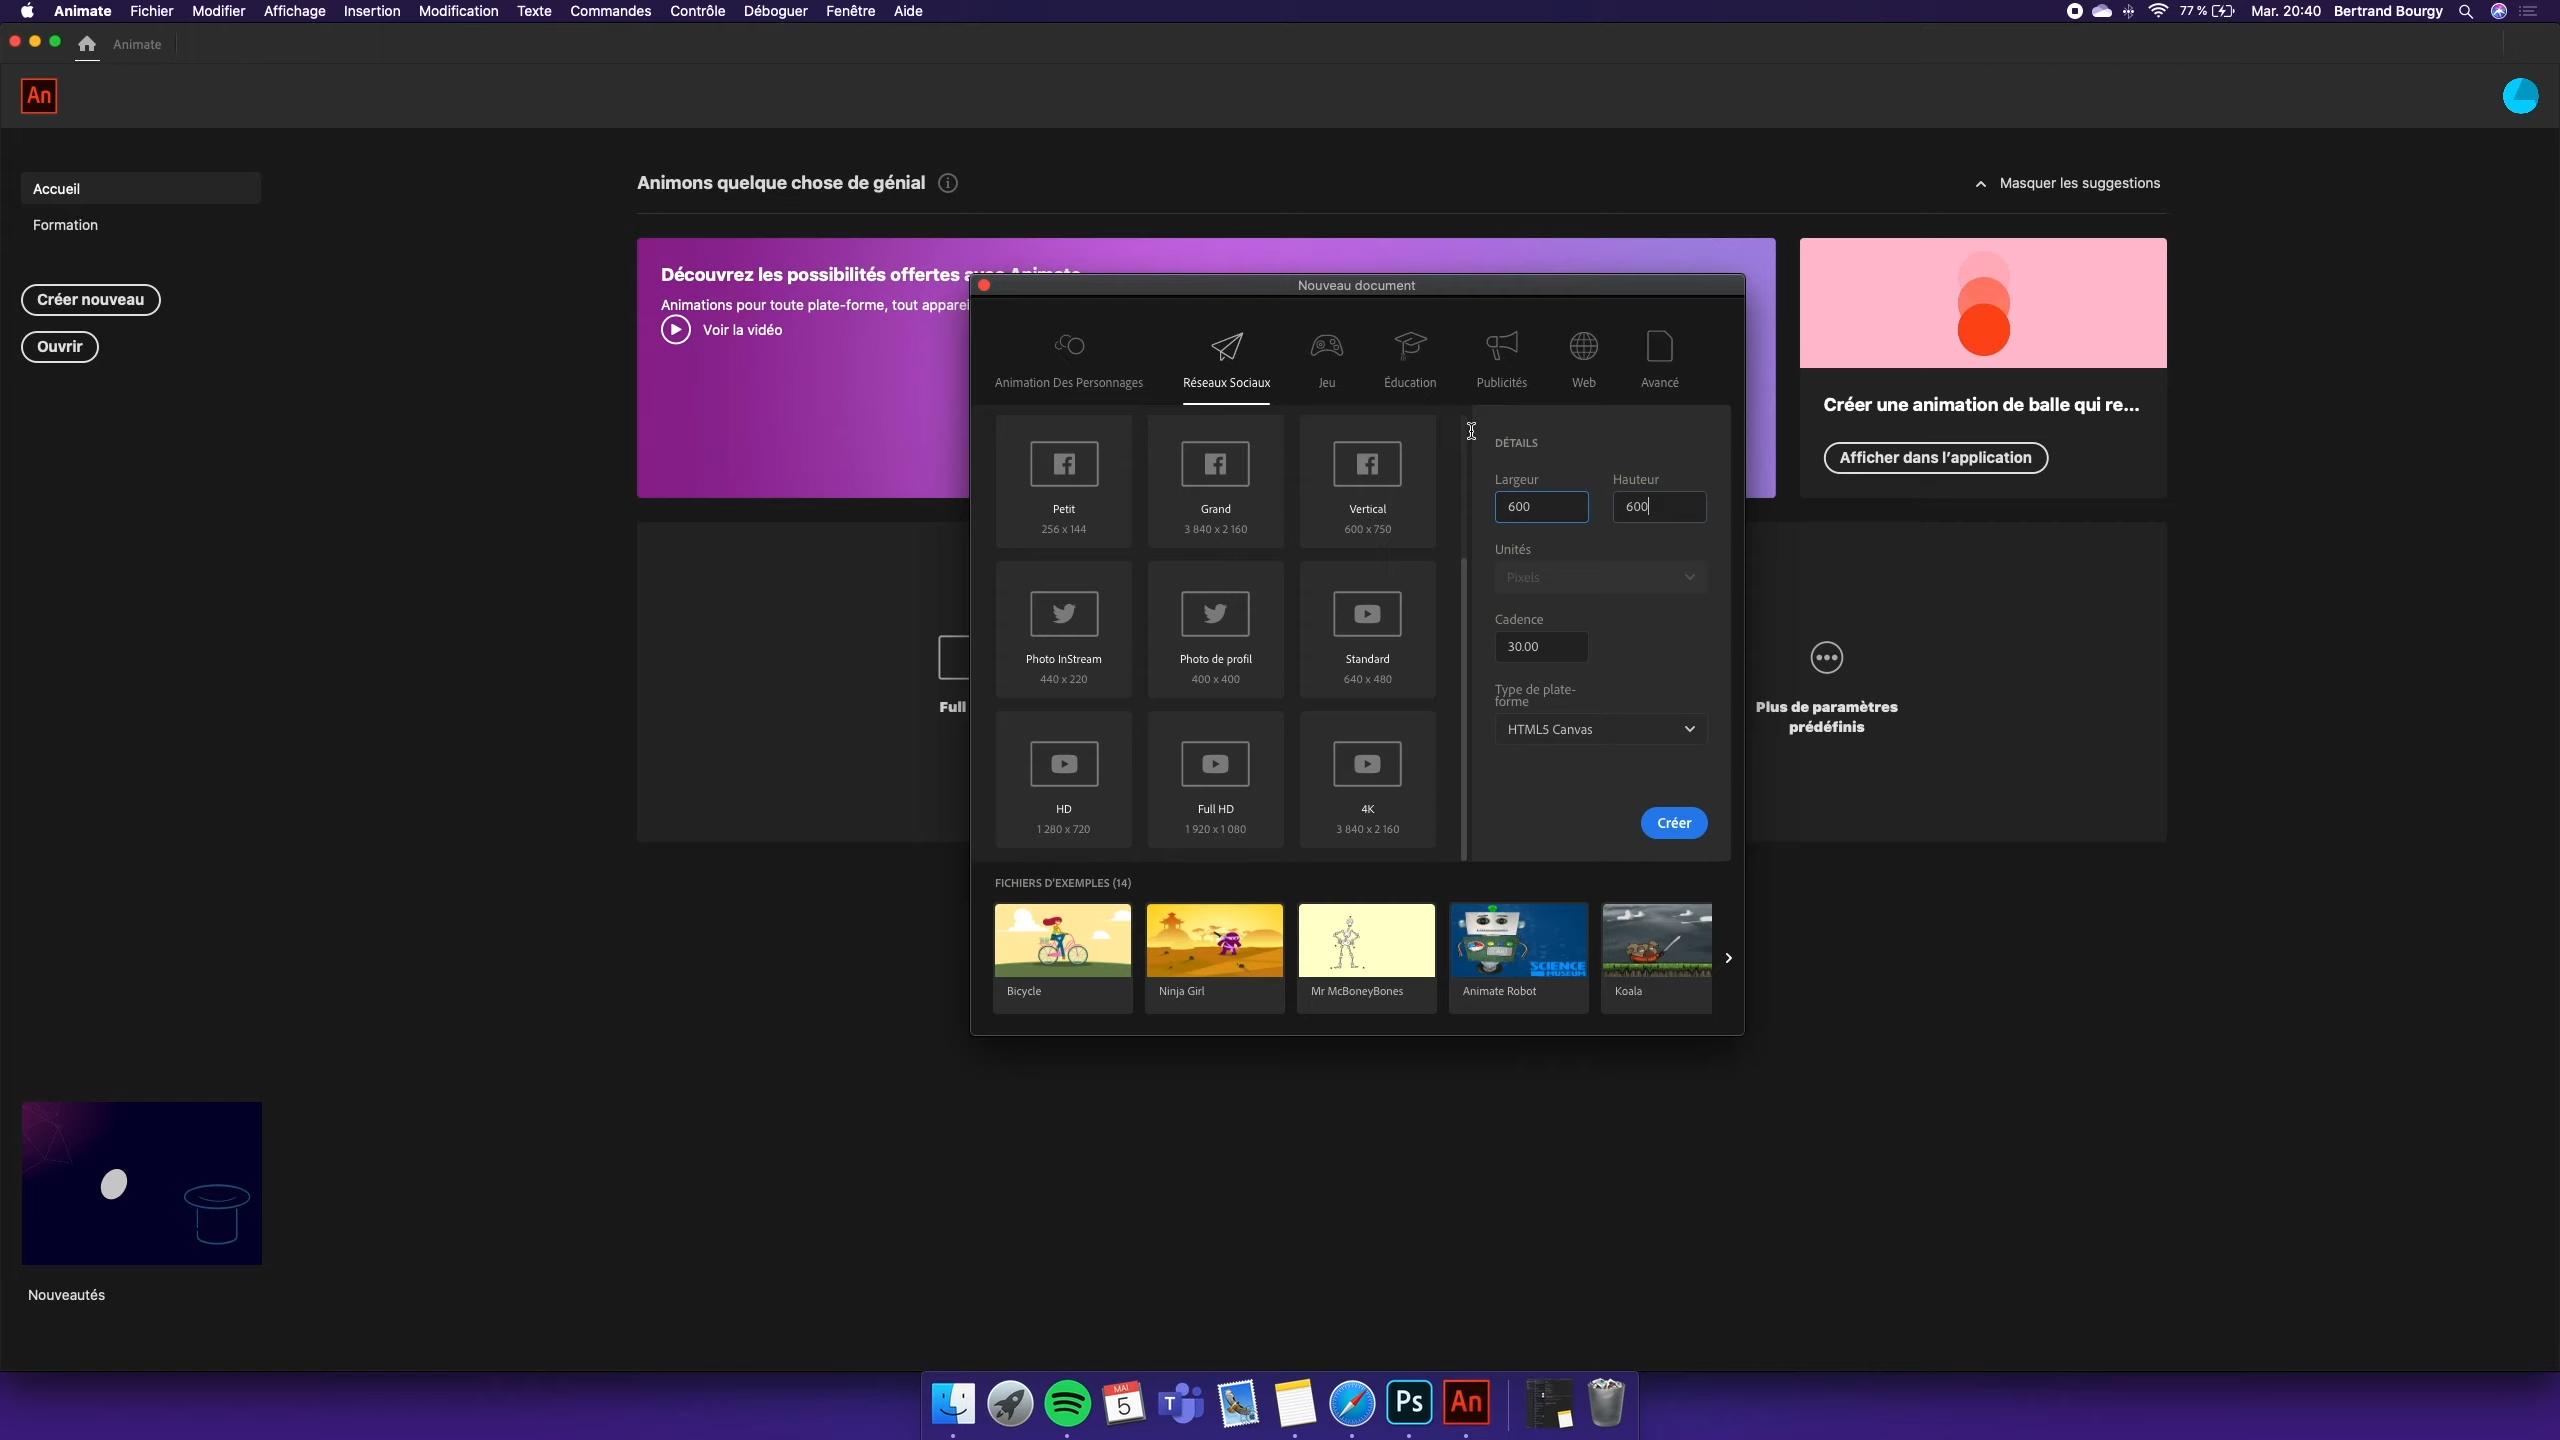 Animate Fichier Modifier Affichage Insertion Modification Texte Commandes Contrôle Déboguer Fenêtre Aide
77 % Mar. 20:40 Bertrand Bourgy
Animate
An
Accueil
Formation
Créer nouveau
Ouvrir
Animons quelque chose de génial
Masquer les suggestions
Découvrez les possibilités offertes avec Animate
Animations pour toute plate-forme, tout apparei
Voir la vidéo
Créer une animation de balle qui re...
Afficher dans l'application
Full
Plus de paramètres
prédéfinis
Nouveau document
Animation Des Personnages Réseaux Sociaux Jeu Éducation Publicités Web Avancé
Petit Grand Vertical
256 x 144 3 840 x 2 160 600 x 750
Photo InStream Photo de profil Standard
440 x 220 400 x 400 640 x 480
HD Full HD 4K
1 280 x 720 1 920 x 1 080 3 840 x 2 160
DÉTAILS
Largeur Hauteur
600 600
Unités
Pixels
Cadence
30.00
Type de plate-
forme
HTML5 Canvas
Créer
FICHIERS D'EXEMPLES (14)
SCIENCE
MUSEUM
Bicycle Ninja Girl Mr McBoneyBones Animate Robot Koala
Nouveautés
MAI
5
T
Ps
An